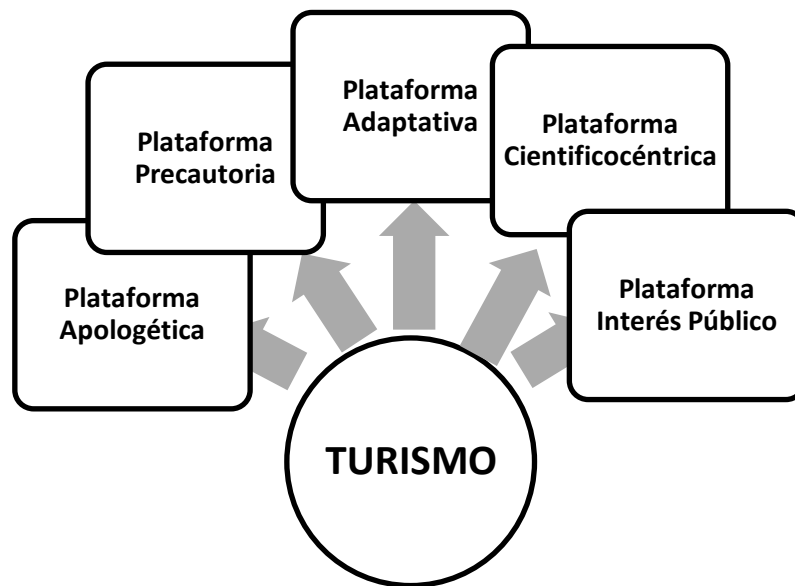 Plataforma
Adaptativa
Plataforma
Precautoria
Plataforma
Cientificocéntrica
Plataforma
Apologética
Plataforma
Interés Público
TURISMO